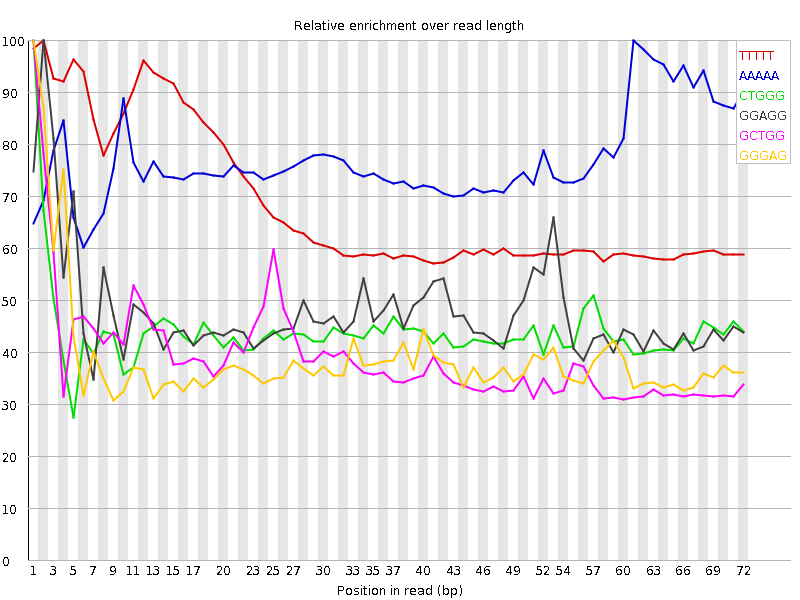 Relative enrichment over read length
100
90
80
70
60
50
40
30
20
10
0
TTTTT
AAAAA
CTGGG
GGAGG
GCTGG
GGGAG
1 3 5 7 9 11 13 15 17 20 23 25 27 30 33 35 37 40 43 46 49 52 54 57 60 63 66 69 72
Position in read (bp)